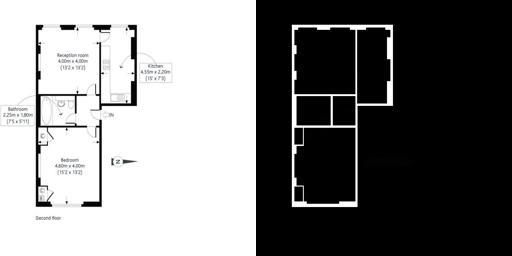 Reception room
4.00m x 4.00m
(13'2 x 13'2)
Kitchen
4.55m x 2.20m
(15' x 7'3)
Bathroom
2.25m x 1.80m
(7'5 x 5'11)
IN
Bedroom
4.60m x 4.00m
(15'2 x 13'2)
N
Second floor